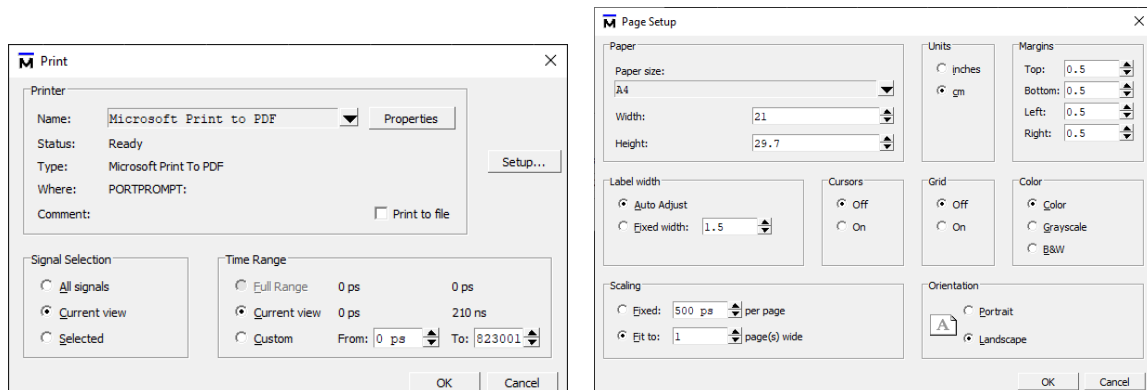 Print
Printer
Name: Microsoft Print to PDF Properties
Status: Ready
Type: Microsoft Print To PDF
Setup...
Where: PORTPROMPT:
Comment: Print to file
Signal Selection
All signals
Current view
Selected
Time Range
Full Range 0 ps 0 ps
Current view 0 ps 210 ns
Custom From: 0 ps To: 823001
OK Cancel
Page Setup
Paper
Paper size:
A4
Width: 21
Height: 29.7
Units
inches
cm
Margins
Top: 0.5
Bottom: 0.5
Left: 0.5
Right: 0.5
Label width
Auto Adjust
Fixed width: 1.5
Cursors
Off
On
Grid
Off
On
Color
Color
Grayscale
B&W
Scaling
Fixed: 500 ps per page
Fit to: 1 page(s) wide
Orientation
A
Portrait
Landscape
OK Cancel